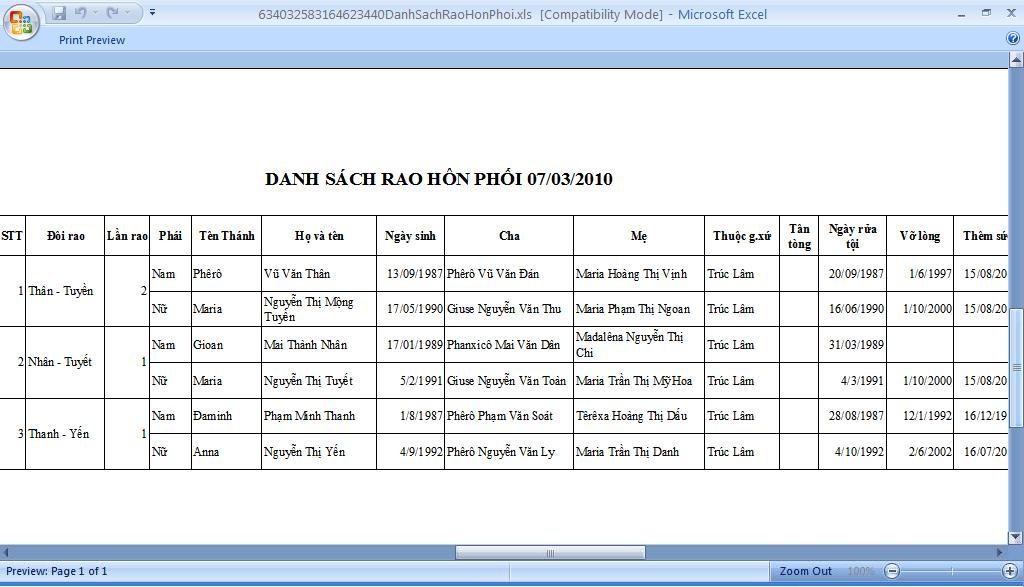 634032583164623440DanhSachRaoHonPhoi.xls [Compatibility Mode] - Microsoft Excel
Print Preview
DANH SÁCH RAO HÔN PHỐI 07/03/2010
STT Đôi rao Lần rao Phái Tên Thánh Họ và tên Ngày sinh Cha Mẹ Thuộc g.xứ Tân tòng Ngày rửa tội Vỡ lòng Thêm sứ
1 Thân - Tuyền 2 Nam Phêrô Vũ Văn Thân 13/09/1987 Phêrô Vũ Văn Đán Maria Hoàng Thị Vịnh Trúc Lâm 20/09/1987 1/6/1997 15/08/20
Nữ Maria Nguyễn Thị Mộng Tuyền 17/05/1990 Giuse Nguyễn Văn Thu Maria Phạm Thị Ngoan Trúc Lâm 16/06/1990 1/10/2000 15/08/20
2 Nhân - Tuyết 1 Nam Gioan Mai Thành Nhân 17/01/1989 Phanxicô Mai Văn Dân Madalêna Nguyễn Thị Chi Trúc Lâm 31/03/1989
Nữ Maria Nguyễn Thị Tuyết 5/2/1991 Giuse Nguyễn Văn Toàn Maria Trần Thị Mỹ Hoa Trúc Lâm 4/3/1991 1/10/2000 15/08/20
3 Thanh - Yến 1 Nam Đaminh Phạm Minh Thanh 1/8/1987 Phêrô Phạm Văn Soát Têrêxa Hoàng Thị Dấu Trúc Lâm 28/08/1987 12/1/1992 16/12/19
Nữ Anna Nguyễn Thị Yến 4/9/1992 Phêrô Nguyễn Văn Ly Maria Trần Thị Danh Trúc Lâm 4/10/1992 2/6/2002 16/07/20
Preview: Page 1 of 1
Zoom Out 100%